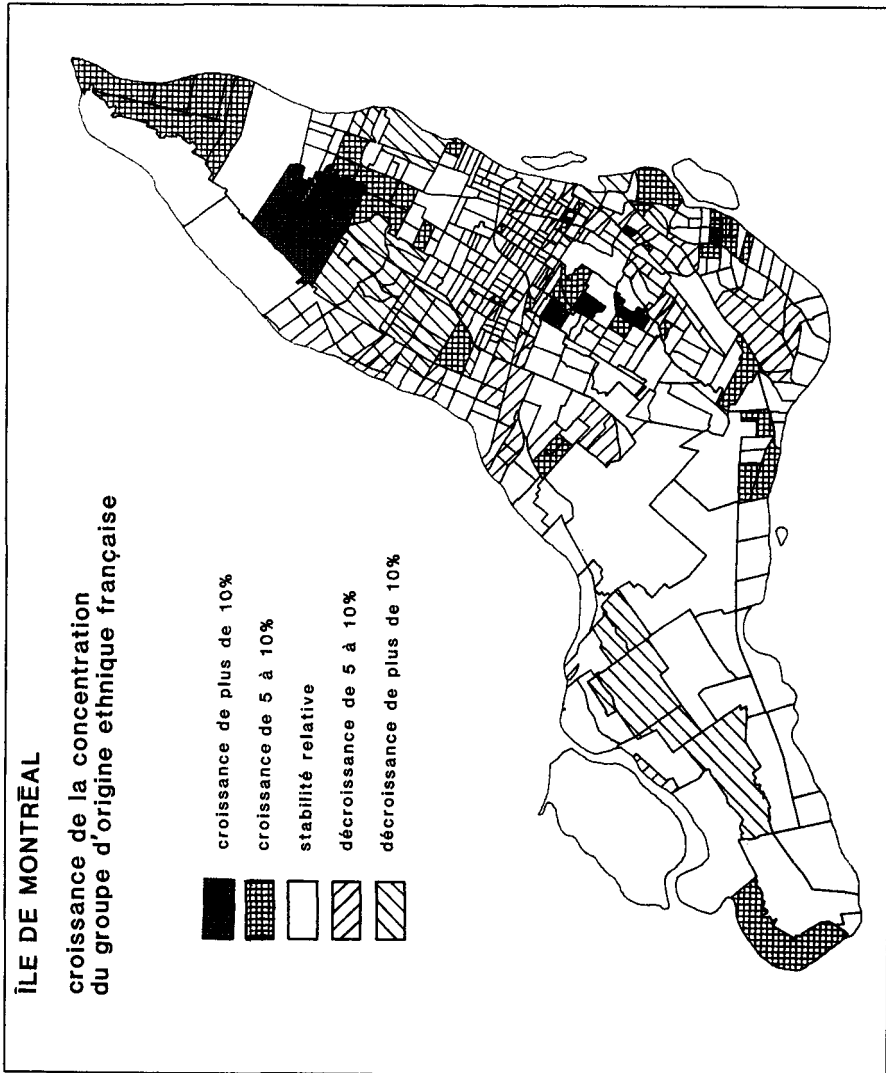 ÎLE DE MONTRĒAL
croissance de la concentration
du groupe d'origine ethnique française
croissance de plus de 10%
croissance de 5 à 10%
stabilité relative
décroissance de 5 à 10%
décroissance de plus de 10%